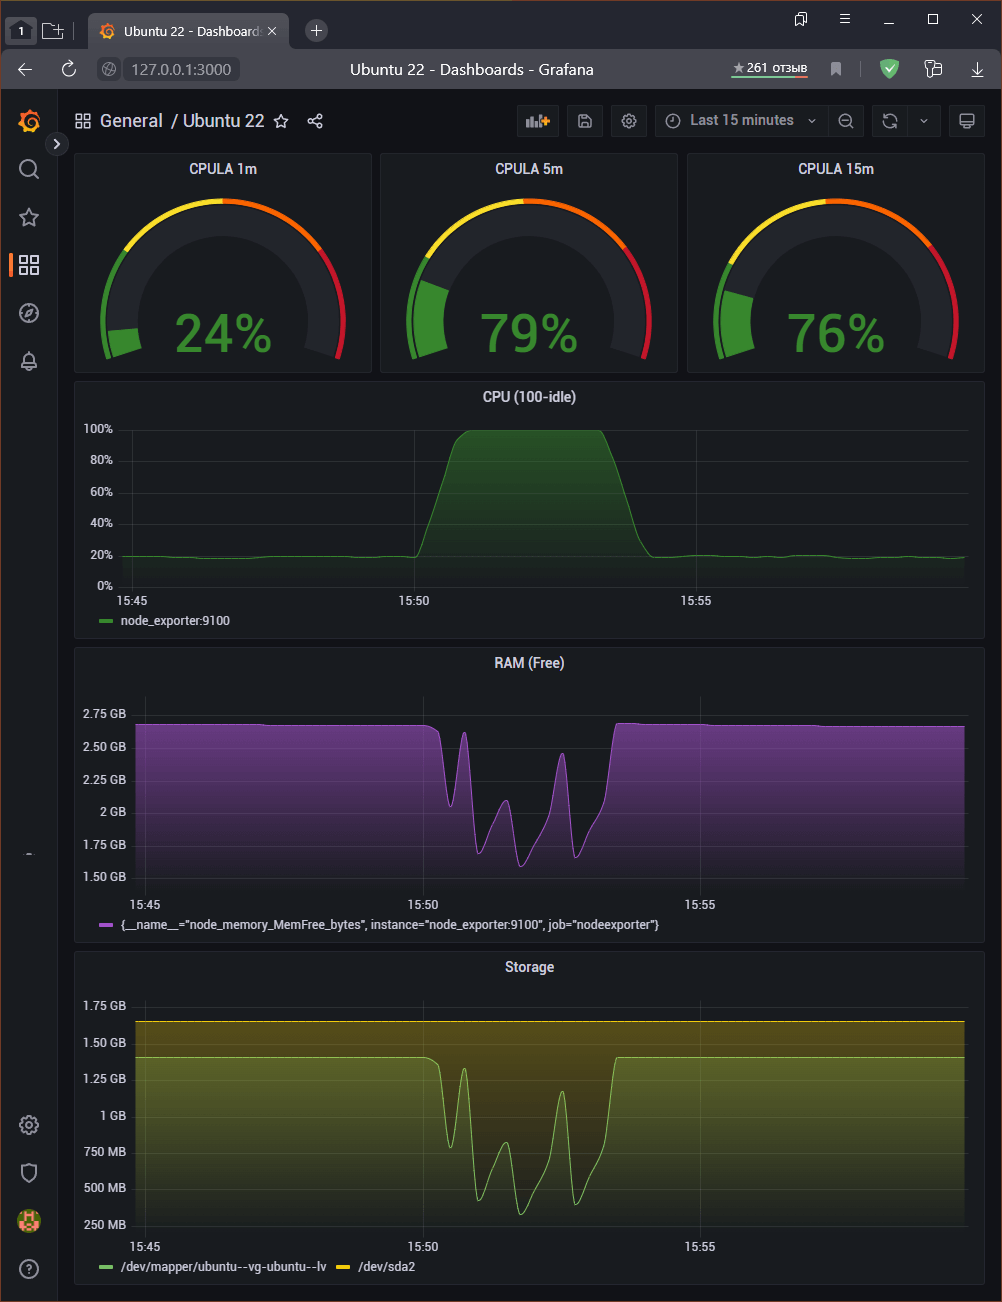 1
Ubuntu 22 - Dashboards
127.0.0.1:3000
Ubuntu 22 - Dashboards - Grafana
★261 отзыв
General / Ubuntu 22
Last 15 minutes
CPULA 1m
CPULA 5m
CPULA 15m
24%
79%
76%
CPU (100-idle)
100%
80%
60%
40%
20%
0%
15:45
15:50
15:55
node_exporter:9100
RAM (Free)
2.75 GB
2.50 GB
2.25 GB
2 GB
1.75 GB
1.50 GB
15:45
15:50
15:55
{__name__="node_memory_MemFree_bytes", instance="node_exporter:9100", job="nodeexporter"}
Storage
1.75 GB
1.50 GB
1.25 GB
1 GB
750 MB
500 MB
250 MB
15:45
15:50
15:55
/dev/mapper/ubuntu--vg-ubuntu--lv
/dev/sda2